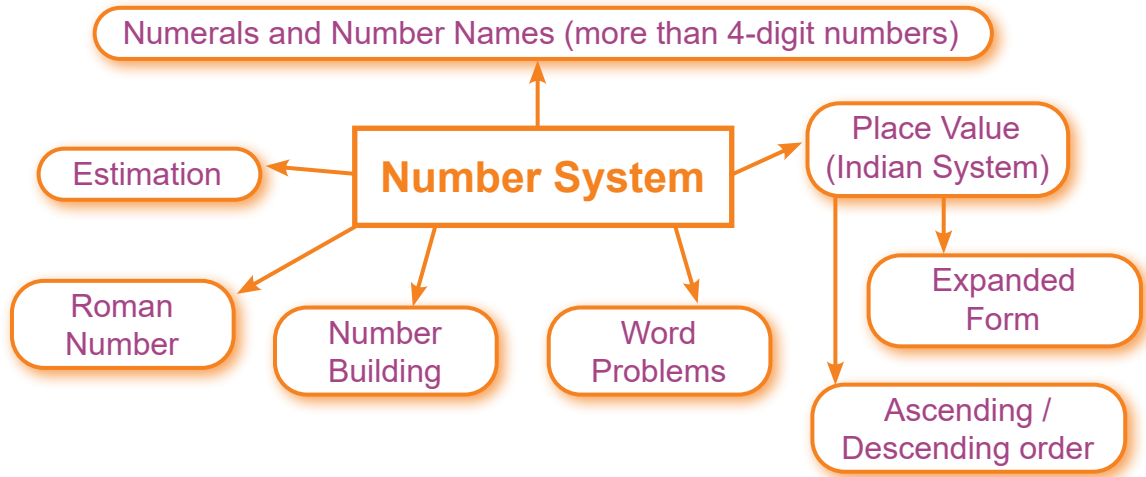 Numerals and Number Names (more than 4-digit numbers)
Place Value
(Indian System)
Estimation
Number System
Expanded
Form
Roman
Number
Number
Building
Word
Problems
Ascending /
Descending order